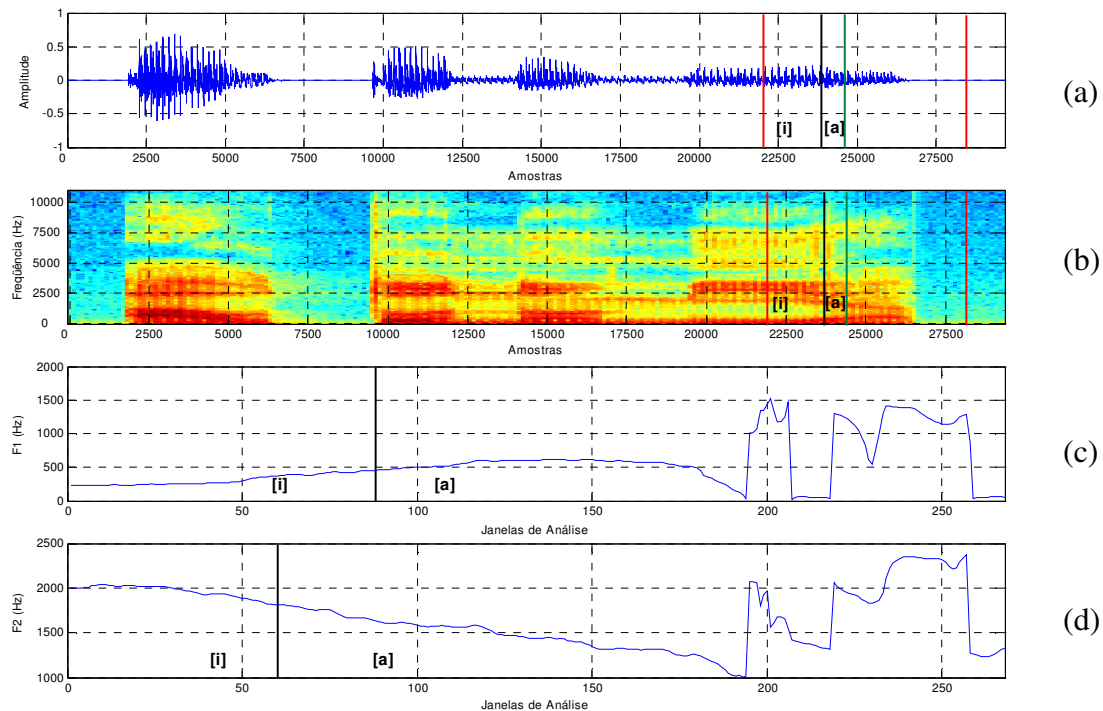 1
0.5
0
-0.5
-1
Amplitude
[i]
[a]
0
2500
5000
7500
10000
12500
15000
17500
20000
22500
25000
27500
Amostras
(a)
10000
7500
5000
2500
0
Freqüência (Hz)
[i]
[a]
0
2500
5000
7500
10000
12500
15000
17500
20000
22500
25000
27500
Amostras
(b)
2000
1500
1000
500
0
F1 (Hz)
[i]
[a]
0
50
100
150
200
250
Janelas de Análise
(c)
2500
2000
1500
1000
F2 (Hz)
[i]
[a]
0
50
100
150
200
250
Janelas de Análise
(d)